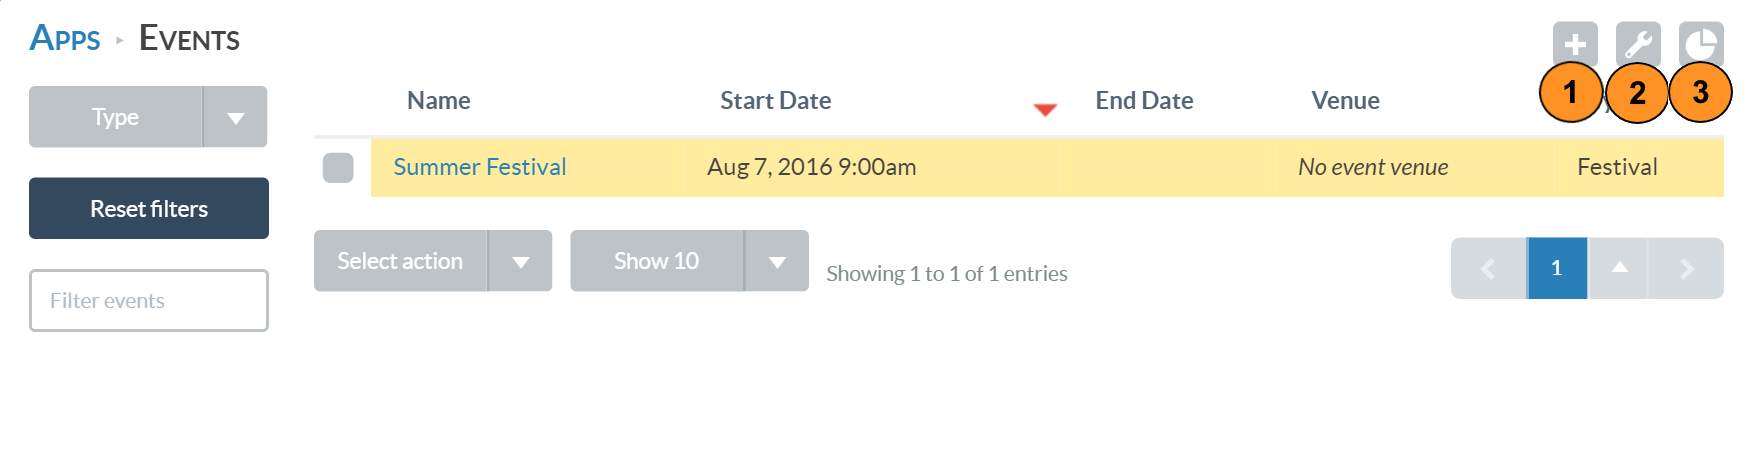 Apps ▸ Events
1 2 3
Type
Name Start Date End Date Venue
Summer Festival Aug 7, 2016 9:00am No event venue Festival
Reset filters
Select action Show 10 Showing 1 to 1 of 1 entries 1
Filter events